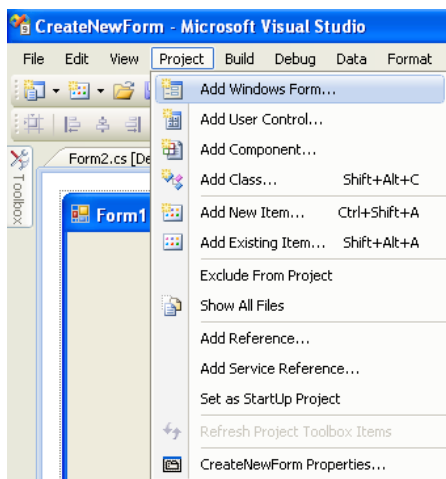 CreateNewForm - Microsoft Visual Studio
File Edit View Project Build Debug Data Format
Add Windows Form...
Add User Control...
Add Component...
Form2.cs [De
Add Class... Shift+Alt+C
Toolbox
Form1
Add New Item... Ctrl+Shift+A
Add Existing Item... Shift+Alt+A
Exclude From Project
Show All Files
Add Reference...
Add Service Reference...
Set as StartUp Project
Refresh Project Toolbox Items
CreateNewForm Properties...